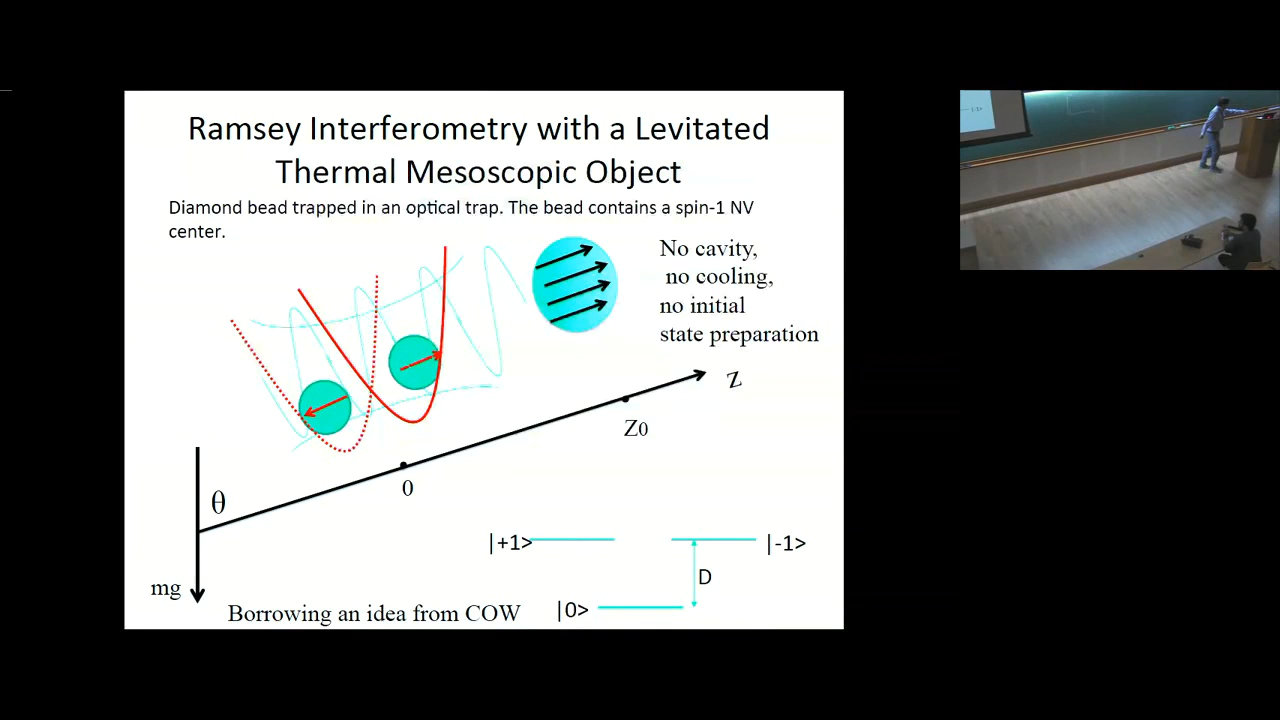 Ramsey Interferometry with a Levitated
Thermal Mesoscopic Object
Diamond bead trapped in an optical trap. The bead contains a spin-1 NV
center.
No cavity,
no cooling,
no initial
state preparation
Z
Z0
0
θ
mg
|+1>
|-1>
D
|0>
Borrowing an idea from COW